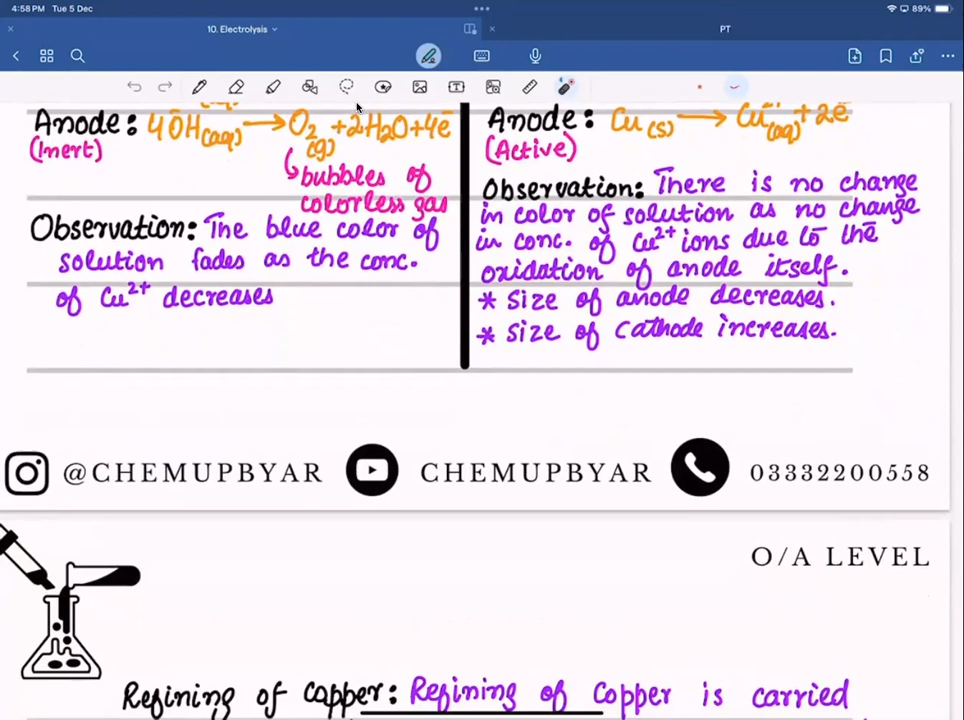 4:58 PM Tue 5 Dec
89%
10. Electrolysis
PT
Anode: 4OH⁻(aq) → O₂(g) + 2H₂O + 4e⁻
(Inert)
bubbles of
colorless gas
Observation: The blue color of
solution fades as the conc.
of Cu²⁺ decreases
Anode: Cu(s) → Cu²⁺(aq) + 2e⁻
(Active)
Observation: There is no change
in color of solution as no change
in conc. of Cu²⁺ ions due to the
oxidation of anode itself.
* Size of anode decreases.
* Size of cathode increases.
@CHEMUPBYAR CHEMUPBYAR 03332200558
O/A LEVEL
Refining of copper: Refining of copper is carried